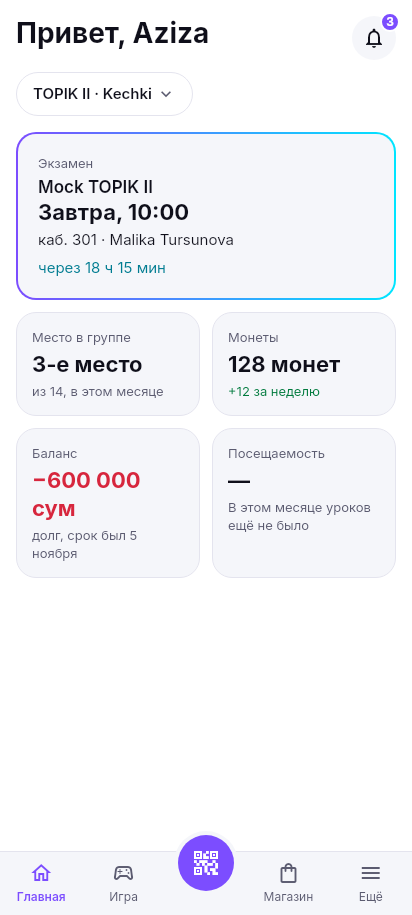 Привет, Aziza
3
TOPIK II · Kechki
Экзамен
Mock TOPIK II
Завтра, 10:00
каб. 301 · Malika Tursunova
через 18 ч 15 мин
Место в группе
3-е место
из 14, в этом месяце
Монеты
128 монет
+12 за неделю
Баланс
−600 000
сум
долг, срок был 5
ноября
Посещаемость
—
В этом месяце уроков
ещё не было
Главная
Игра
Магазин
Ещё